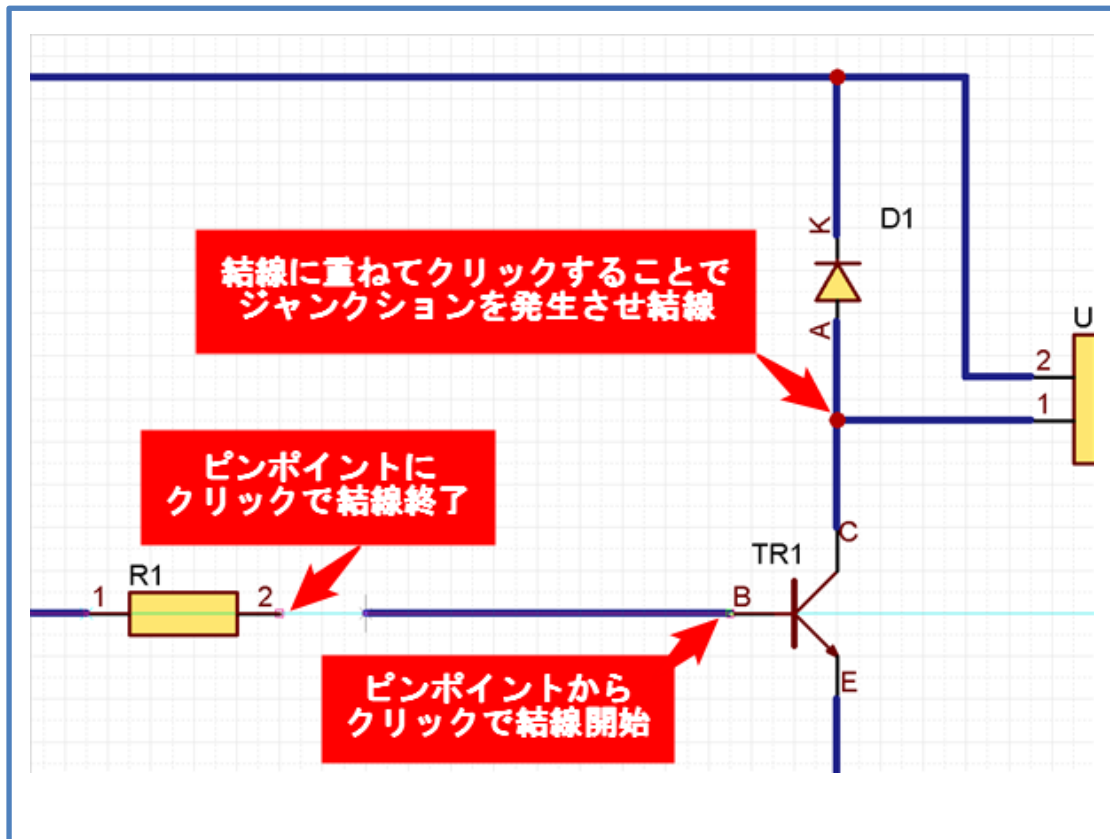 K
D1
結線に重ねてクリックすることで
ジャンクションを発生させ結線
A
U
2
1
ピンポイントに
クリックで結線終了
C
TR1
R1
1
2
B
ピンポイントから
クリックで結線開始
E